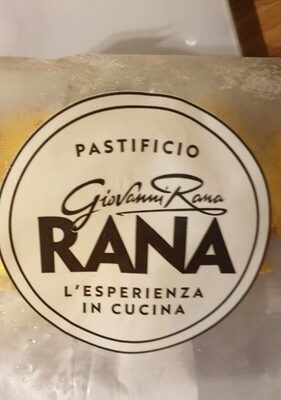 PASTIFICIO
Giovanni Rana
RANA
L'ESPERIENZA
IN CUCINA